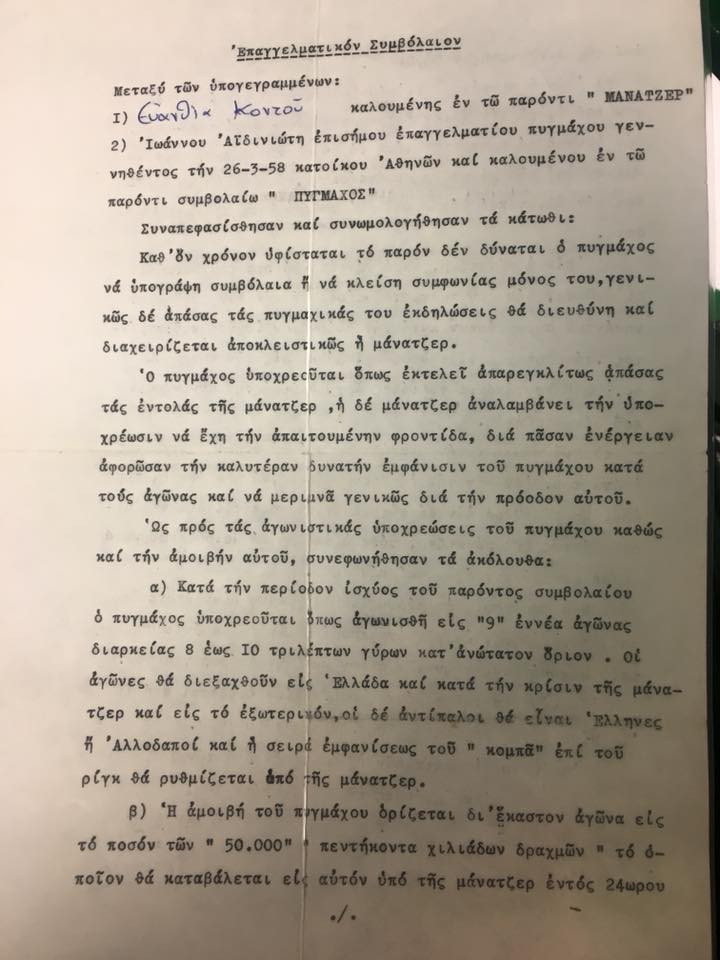 Ἐπαγγελματικόν Συμβόλαιον
Μεταξύ τῶν ὑπογεγραμμένων:
Ι) Εὐανθία Κοντοῦ καλουμένης ἐν τῶ παρόντι " ΜΑΝΑΤΖΕΡ"
2) Ἰωάννου Ἀϊδινιώτη ἐπισήμου ἐπαγγελματίου πυγμάχου γεν-
νηθέντος τήν 26-3-58 κατοίκου Ἀθηνῶν καί καλουμένου ἐν τῶ
παρόντι συμβολαίω " ΠΥΓΜΑΧΟΣ"
Συναπεφασίσθησαν καί συνωμολογήθησαν τά κάτωθι:
Καθ'ὅν χρόνον ὑφίσταται τό παρόν δέν δύναται ὁ πυγμάχος
νά ὑπογράψη συμβόλαια ἤ νά κλείση συμφωνίας μόνος του,γενι-
κῶς δέ ἁπάσας τάς πυγμαχικάς του ἐκδηλώσεις θά διευθύνη καί
διαχειρίζεται ἀποκλειστικῶς ἡ μάνατζερ.
Ὁ πυγμάχος ὑποχρεοῦται ὅπως ἐκτελεῖ ἀπαρεγκλίτως ἁπάσας
τάς ἐντολάς τῆς μάνατζερ ,ἡ δέ μάνατζερ ἀναλαμβάνει τήν ὑπο-
χρέωσιν νά ἔχη τήν ἀπαιτουμένην φροντίδα, διά πᾶσαν ἐνέργειαν
ἀφορῶσαν τήν καλυτέραν δυνατήν ἐμφάνισιν τοῦ πυγμάχου κατά
τούς ἀγῶνας καί νά μεριμνᾶ γενικῶς διά τήν πρόοδον αὐτοῦ.
Ὡς πρός τάς ἀγωνιστικάς ὑποχρεώσεις τοῦ πυγμάχου καθώς
καί τήν ἀμοιβήν αὐτοῦ, συνεφωνήθησαν τά ἀκόλουθα:
α) Κατά τήν περίοδον ἰσχύος τοῦ παρόντος συμβολαίου
ὁ πυγμάχος ὑποχρεοῦται ὅπως ἀγωνισθῆ εἰς "9" ἐννέα ἀγῶνας
διαρκείας 8 ἑως ΙΟ τριλέπτων γύρων κατ'ἀνώτατον ὅριον . Οἱ
ἀγῶνες θά διεξαχθοῦν εἰς Ἑλλάδα καί κατά τήν κρίσιν τῆς μάνα-
τζερ καί εἰς τό ἐξωτερικόν,οἱ δέ ἀντίπαλοι θά εἶναι Ἕλληνες
ἤ Ἀλλοδαποί καί ἡ σειρά ἐμφανίσεως τοῦ " κομπᾶ" ἐπί τοῦ
ρίγκ θά ρυθμίζεται ἀπό τῆς μάνατζερ.
β) Ἡ ἀμοιβή τοῦ πυγμάχου ὁρίζεται δι'ἕκαστον ἀγῶνα εἰς
τό ποσόν τῶν " 50.000" " πεντήκοντα χιλιάδων δραχμῶν " τό ὁ-
ποῖον θά καταβάλεται εἰς αὐτόν ὑπό τῆς μάνατζερ ἐντός 24ωρου
./.